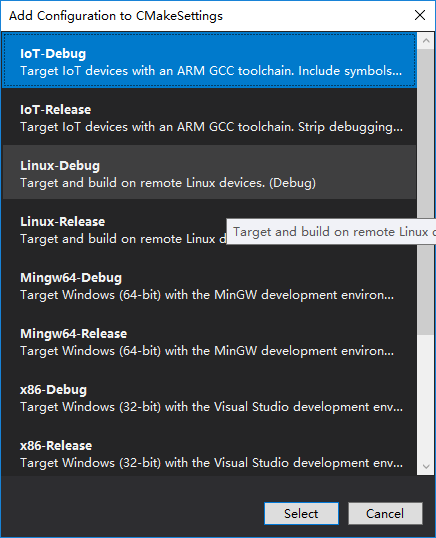 Add Configuration to CMakeSettings
IoT-Debug
Target IoT devices with an ARM GCC toolchain. Include symbols...
IoT-Release
Target IoT devices with an ARM GCC toolchain. Strip debugging...
Linux-Debug
Target and build on remote Linux devices. (Debug)
Linux-Release
Target and build on remote Linux d
Target and build on remote Linux d
Mingw64-Debug
Target Windows (64-bit) with the MinGW development environ...
Mingw64-Release
Target Windows (64-bit) with the MinGW development environ...
x86-Debug
Target Windows (32-bit) with the Visual Studio development env...
x86-Release
Target Windows (32-bit) with the Visual Studio development env...
Select
Cancel